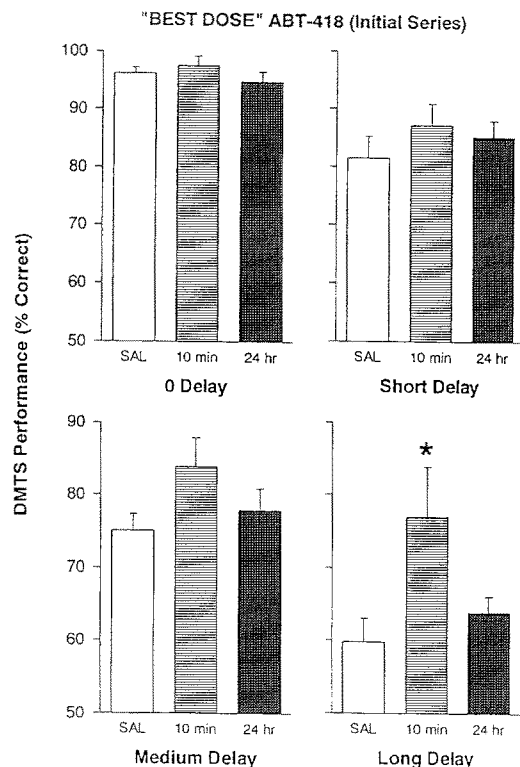 "BEST DOSE" ABT-418 (Initial Series)
DMTS Performance (% Correct)
100
90
80
70
60
50
SAL 10 min 24 hr
0 Delay
SAL 10 min 24 hr
Short Delay
90
80
70
60
50
SAL 10 min 24 hr
Medium Delay
*
SAL 10 min 24 hr
Long Delay